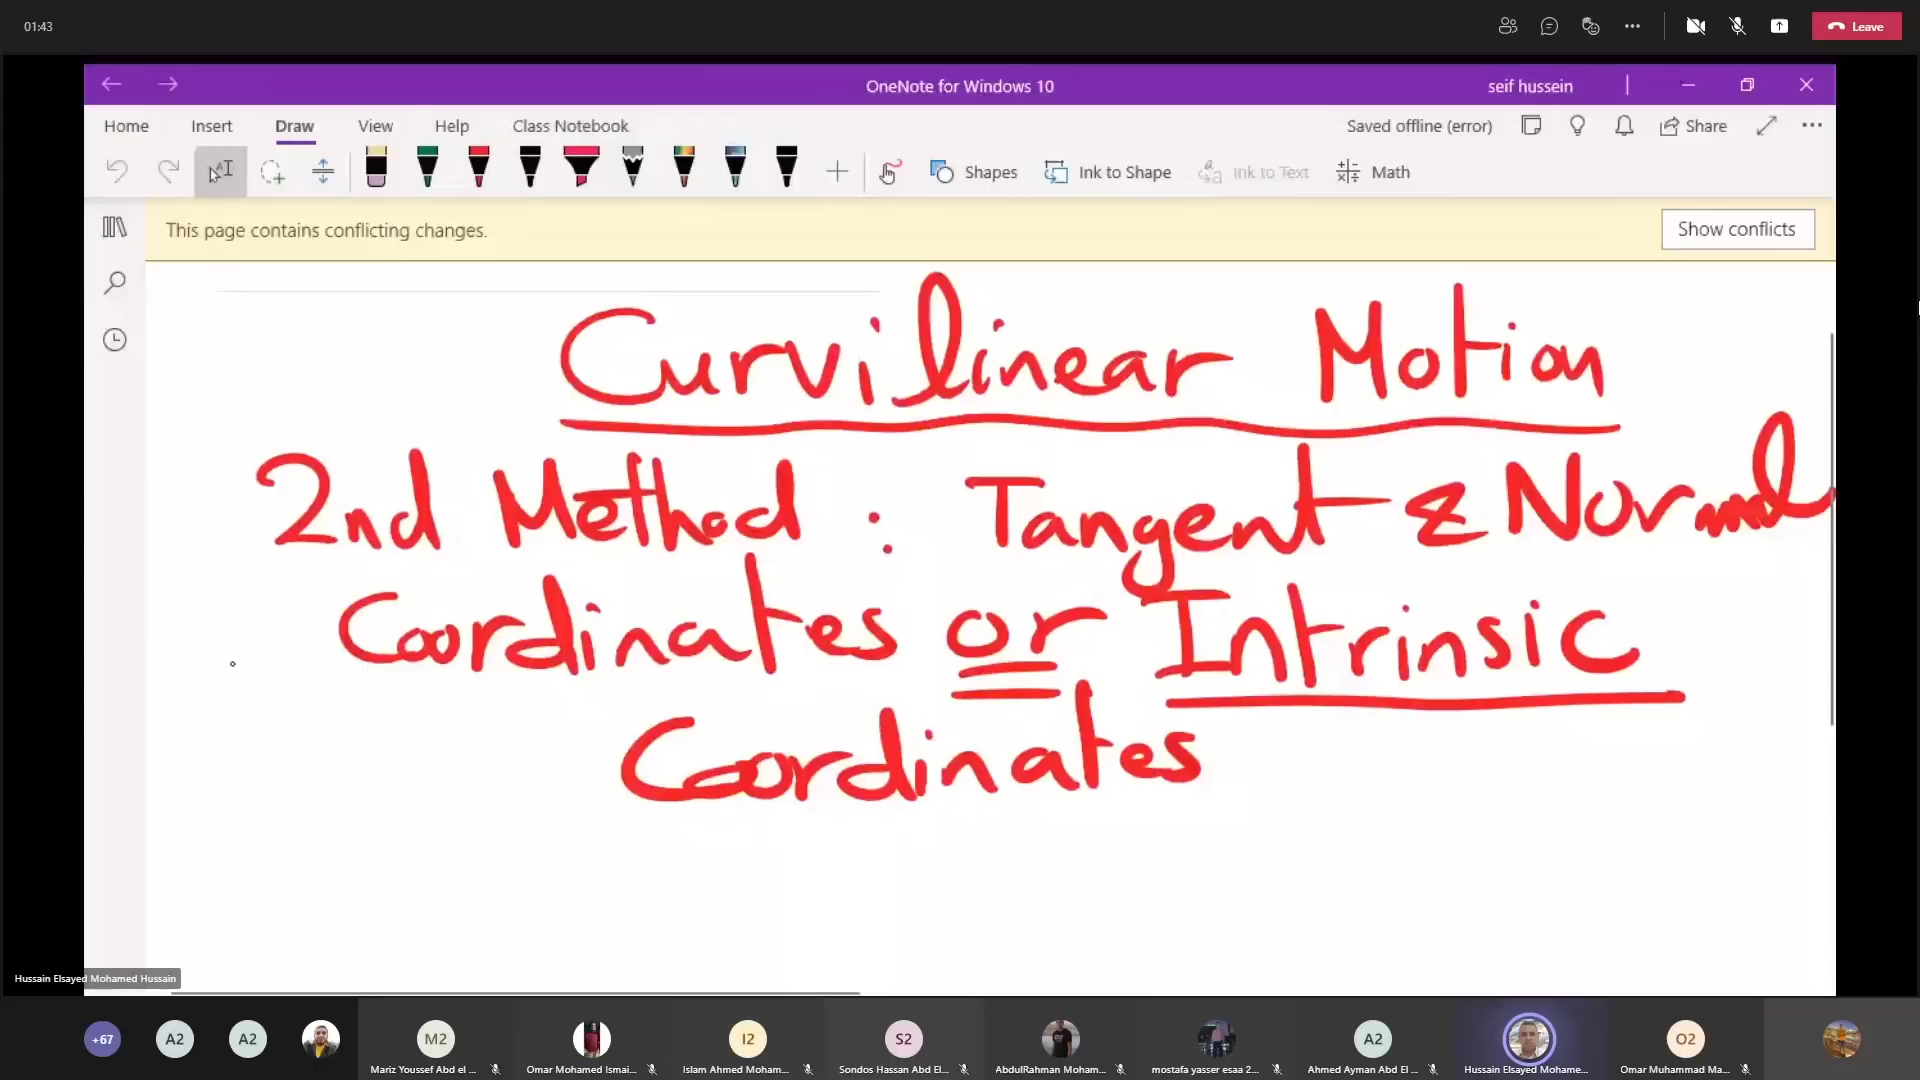 01:43
Leave
OneNote for Windows 10
seif hussein
Home Insert Draw View Help Class Notebook
Saved offline (error) Share
Shapes Ink to Shape Ink to Text Math
This page contains conflicting changes.
Show conflicts
Curvilinear Motion
2nd Method : Tangent & Normal
Coordinates or Intrinsic
Coordinates
Hussain Elsayed Mohamed Hussain
+67 A2 A2 M2 I2 S2 A2 O2
Mariz Youssef Abd el ... Omar Mohamed Ismai... Islam Ahmed Moham... Sondos Hassan Abd El... AbdulRahman Moham... mostafa yasser esaa 2... Ahmed Ayman Abd El ... Hussain Elsayed Mohame... Omar Muhammad Ma...